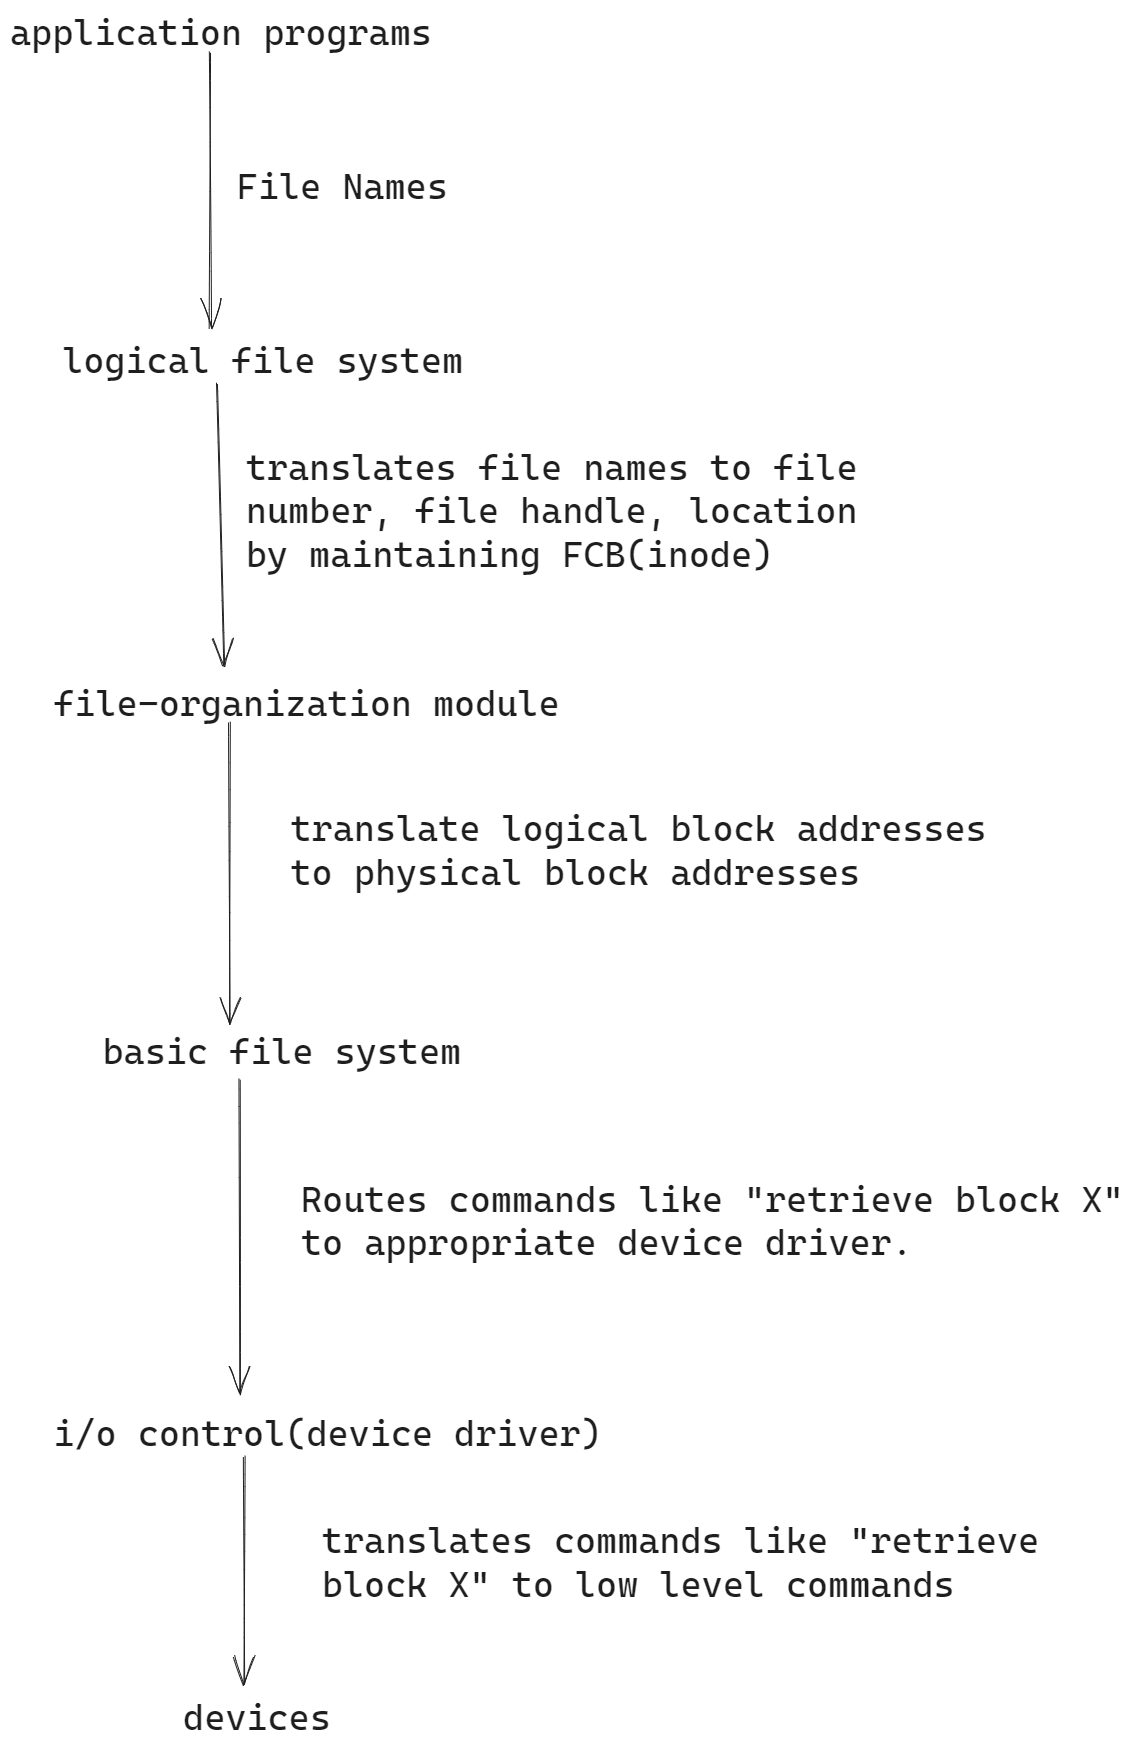 application programs
File Names
logical file system
translates file names to file
number, file handle, location
by maintaining FCB(inode)
file-organization module
translate logical block addresses
to physical block addresses
basic file system
Routes commands like "retrieve block X"
to appropriate device driver.
i/o control(device driver)
translates commands like "retrieve
block X" to low level commands
devices